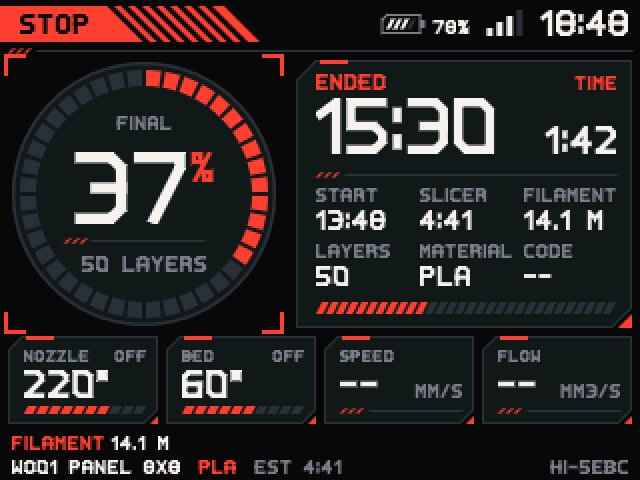 STOP 78% 18:48
ENDED TIME
15:30 1:42
FINAL
37%
50 LAYERS
START SLICER FILAMENT
13:48 4:41 14.1 M
LAYERS MATERIAL CODE
50 PLA --
NOZZLE OFF
220°
BED OFF
60°
SPEED
-- MM/S
FLOW
-- MM3/S
FILAMENT 14.1 M
W001 PANEL 8X8 PLA EST 4:41 HI-5EBC